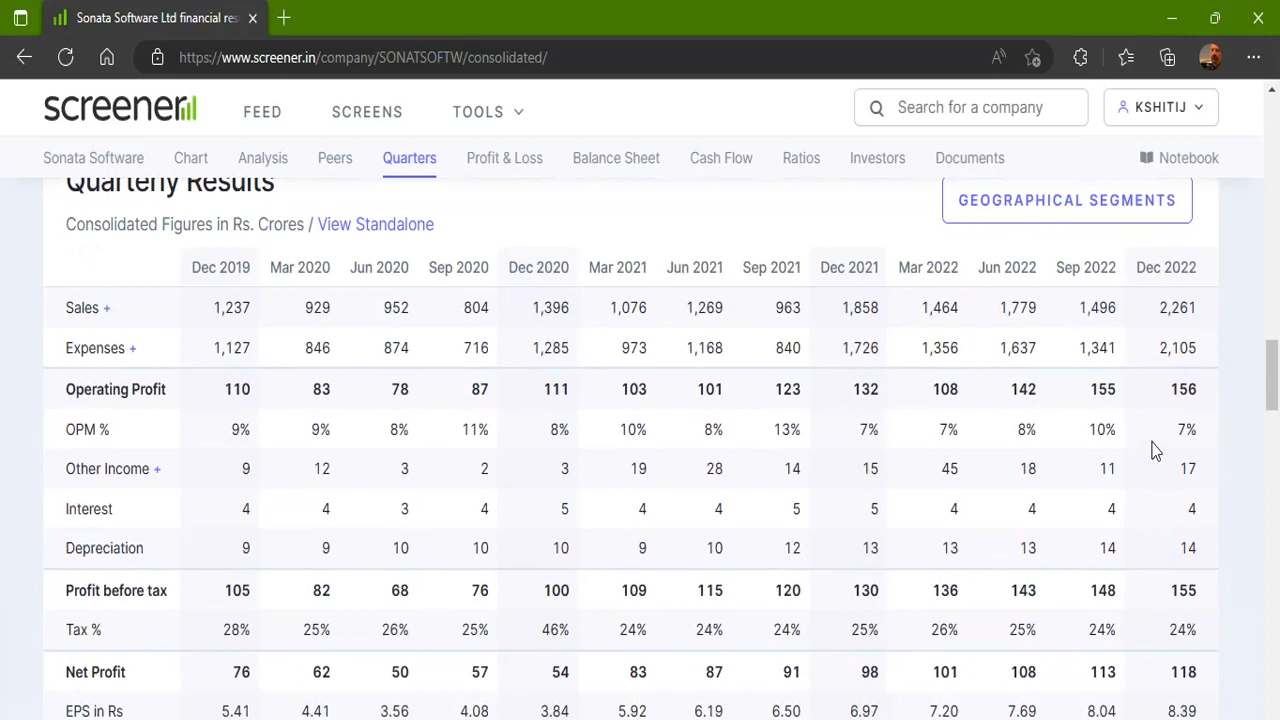 Sonata Software Ltd financial res
https://www.screener.in/company/SONATSOFTW/consolidated/
screener
FEED SCREENS TOOLS
Search for a company
KSHITIJ
Sonata Software Chart Analysis Peers Quarters Profit & Loss Balance Sheet Cash Flow Ratios Investors Documents Notebook
Quarterly Results
GEOGRAPHICAL SEGMENTS
Consolidated Figures in Rs. Crores / View Standalone
Dec 2019 Mar 2020 Jun 2020 Sep 2020 Dec 2020 Mar 2021 Jun 2021 Sep 2021 Dec 2021 Mar 2022 Jun 2022 Sep 2022 Dec 2022
Sales + 1,237 929 952 804 1,396 1,076 1,269 963 1,858 1,464 1,779 1,496 2,261
Expenses + 1,127 846 874 716 1,285 973 1,168 840 1,726 1,356 1,637 1,341 2,105
Operating Profit 110 83 78 87 111 103 101 123 132 108 142 155 156
OPM % 9% 9% 8% 11% 8% 10% 8% 13% 7% 7% 8% 10% 7%
Other Income + 9 12 3 2 3 19 28 14 15 45 18 11 17
Interest 4 4 3 4 5 4 4 5 5 4 4 4 4
Depreciation 9 9 10 10 10 9 10 12 13 13 13 14 14
Profit before tax 105 82 68 76 100 109 115 120 130 136 143 148 155
Tax % 28% 25% 26% 25% 46% 24% 24% 24% 25% 26% 25% 24% 24%
Net Profit 76 62 50 57 54 83 87 91 98 101 108 113 118
EPS in Rs 5.41 4.41 3.56 4.08 3.84 5.92 6.19 6.50 6.97 7.20 7.69 8.04 8.39